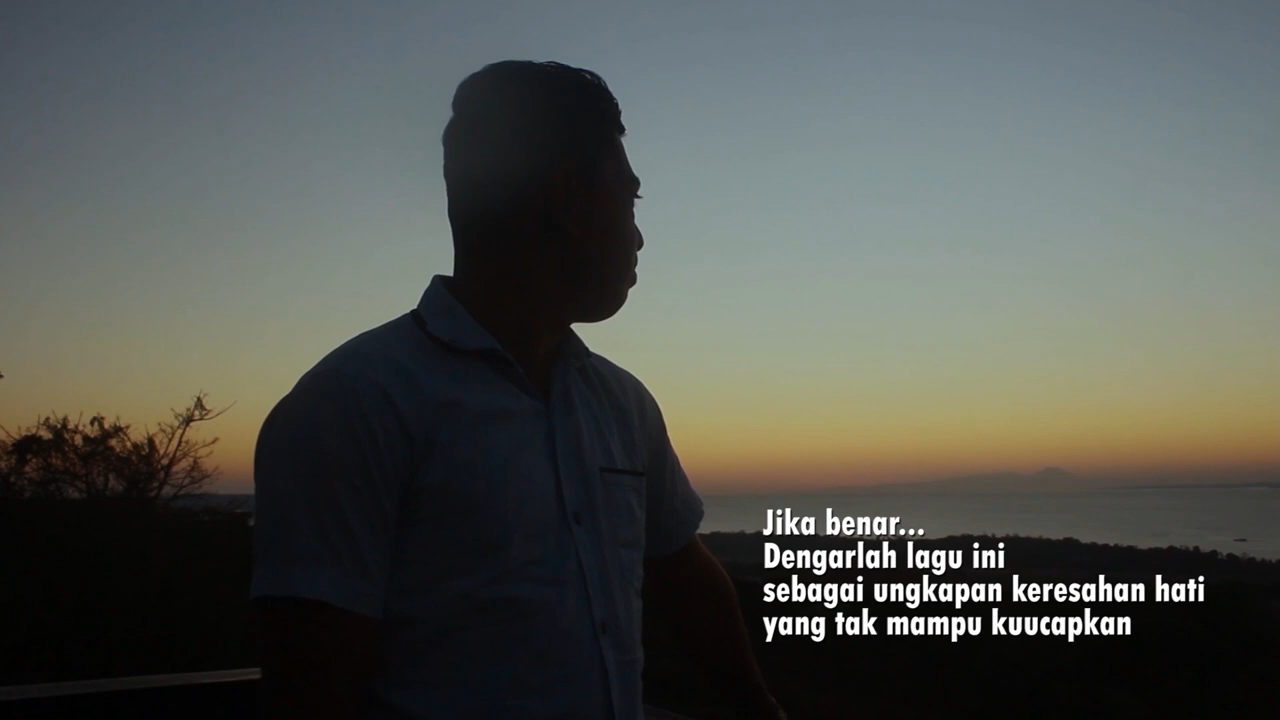 Jika benar...
Dengarlah lagu ini
sebagai ungkapan keresahan hati
yang tak mampu kuucapkan